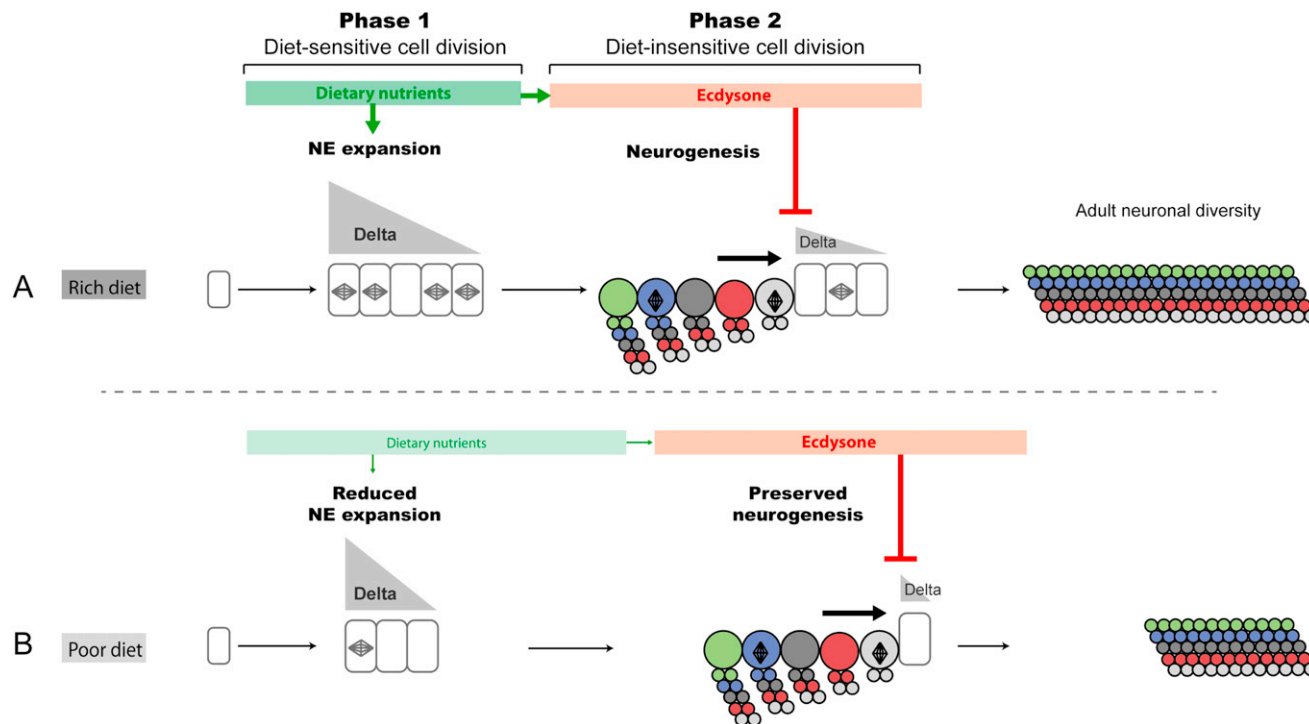 Phase 1
Diet-sensitive cell division
Phase 2
Diet-insensitive cell division
Dietary nutrients
Ecdysone
NE expansion
Neurogenesis
Adult neuronal diversity
Delta
Delta
A
Rich diet
Dietary nutrients
Ecdysone
Reduced
NE expansion
Preserved
neurogenesis
Delta
Delta
B
Poor diet